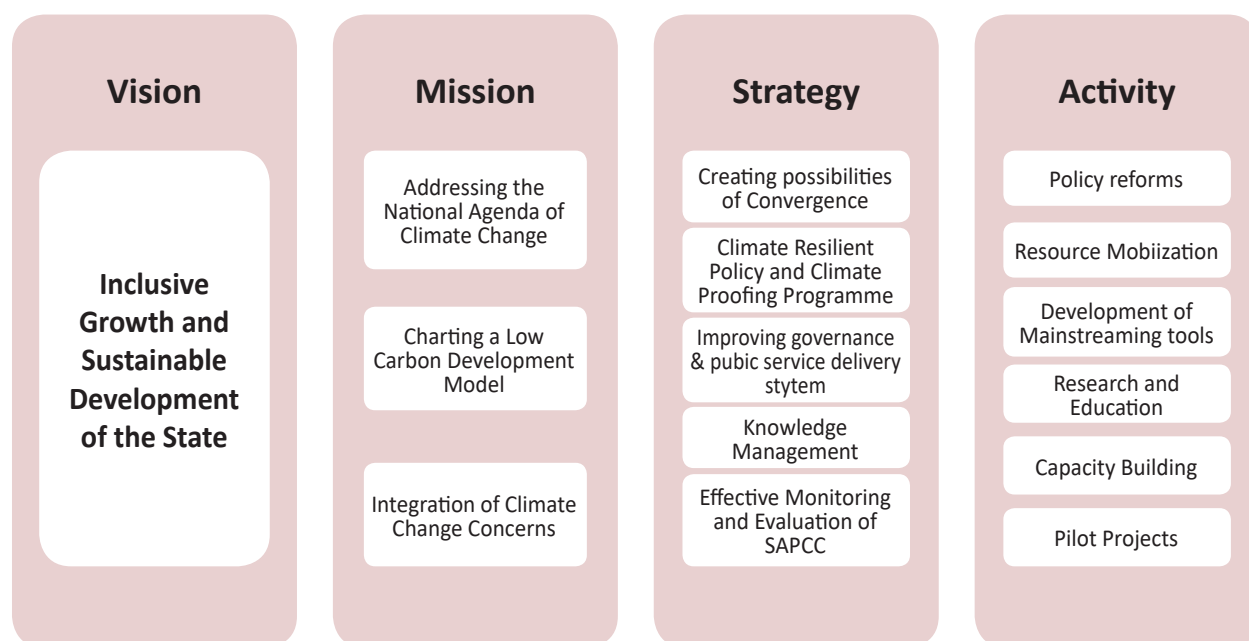 Vision
Inclusive
Growth and
Sustainable
Development
of the State
Mission
Addressing the
National Agenda of
Climate Change
Charting a Low
Carbon Development
Model
Integration of Climate
Change Concerns
Strategy
Creating possibilities
of Convergence
Climate Resilient
Policy and Climate
Proofing Programme
Improving governance
& pubic service delivery
stytem
Knowledge
Management
Effective Monitoring
and Evaluation of
SAPCC
Activity
Policy reforms
Resource Mobiization
Development of
Mainstreaming tools
Research and
Education
Capacity Building
Pilot Projects